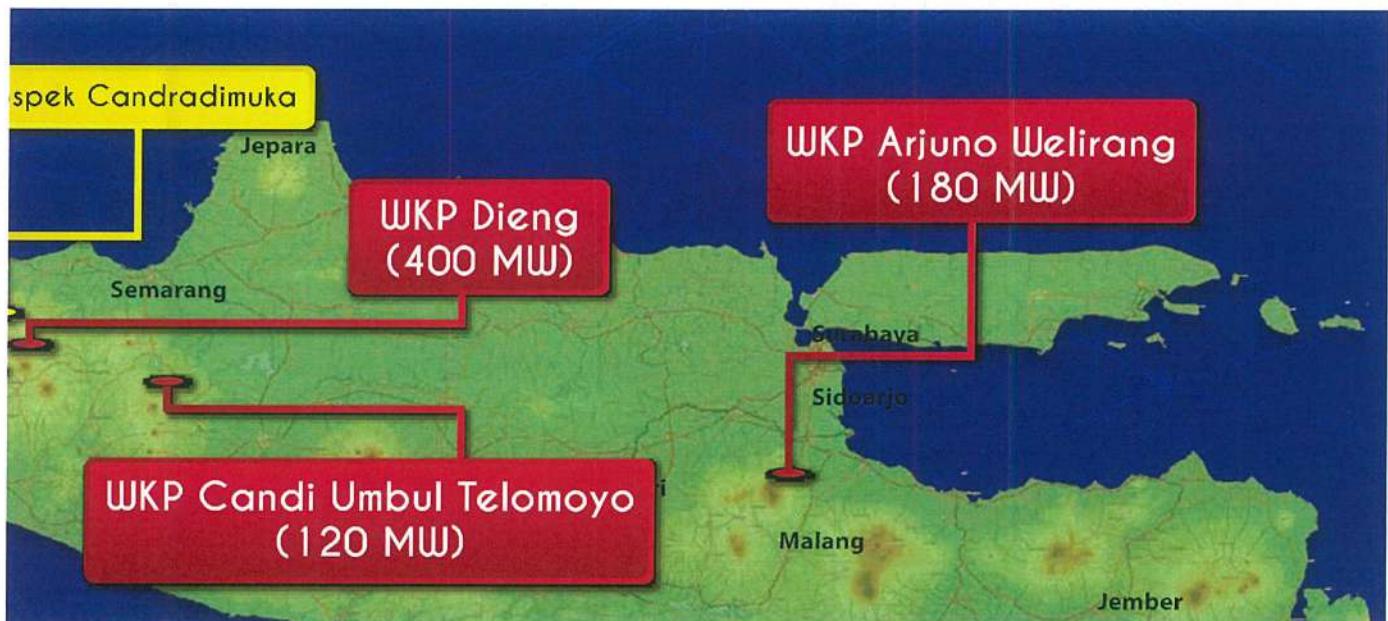 spek Candradimuka
Jepara
WKP Arjuno Welirang
(180 MW)
WKP Dieng
(400 MW)
Semarang
Surabaya
Sidoarjo
WKP Candi Umbul Telomoyo
(120 MW)
Malang
Jember